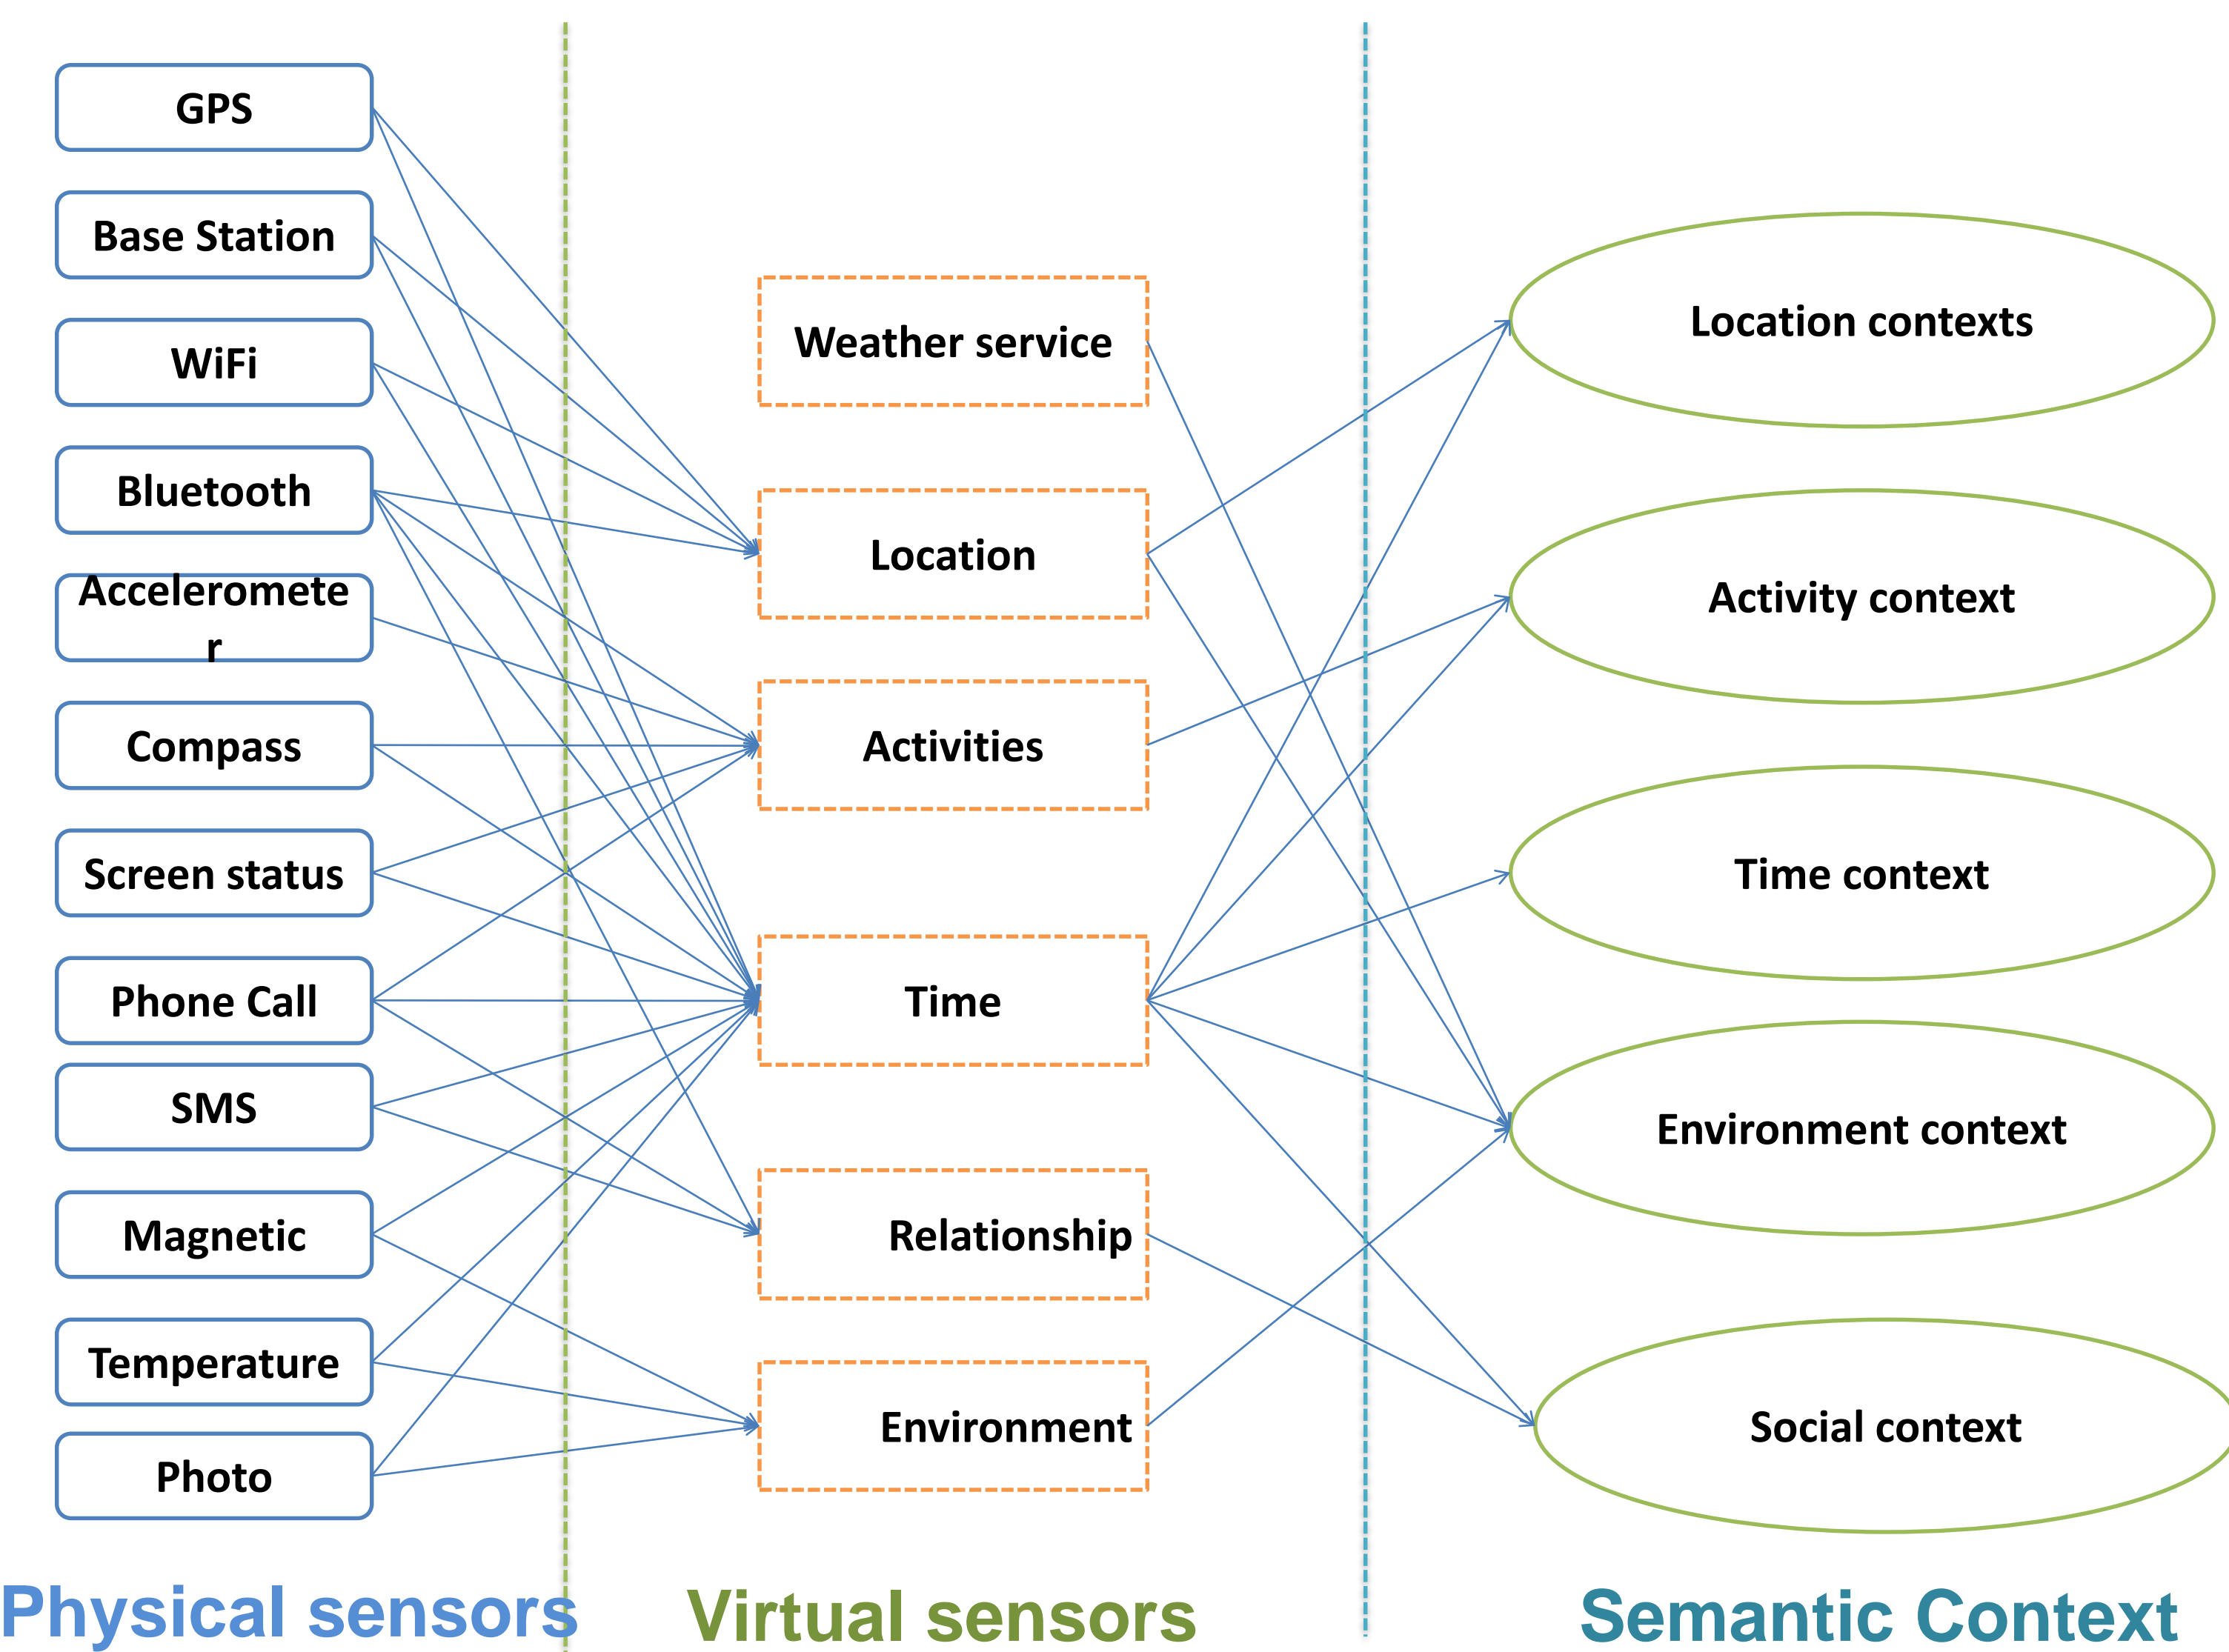 GPS
Base Station
WiFi
Bluetooth
Acceleromete
r
Compass
Screen status
Phone Call
SMS
Magnetic
Temperature
Photo
Weather service
Location
Activities
Time
Relationship
Environment
Location contexts
Activity context
Time context
Environment context
Social context
Physical sensors
Virtual sensors
Semantic Context